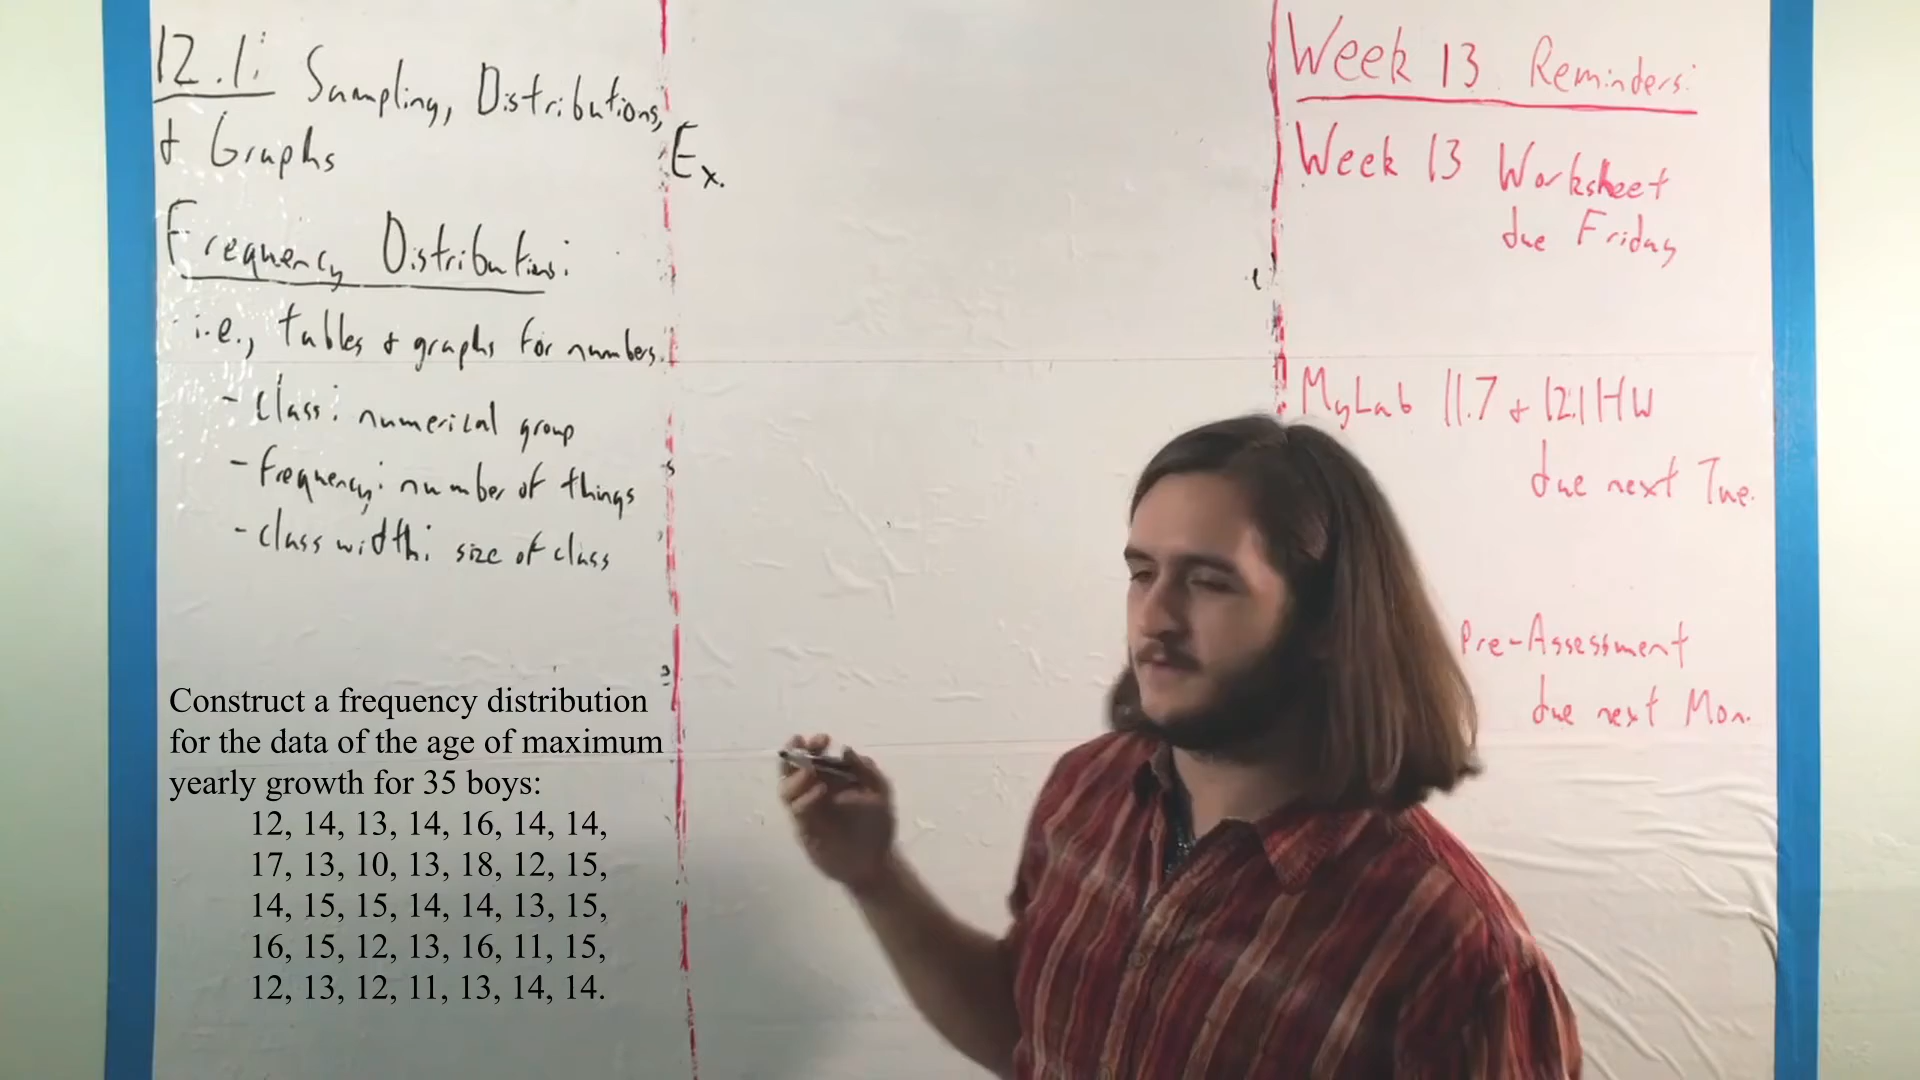 12.1: Sampling, Distributions,
& Graphs
Frequency Distributions:
i.e., tables & graphs for numbers.
- class: numerical group
- frequency: number of things
- class width: size of class
Construct a frequency distribution
for the data of the age of maximum
yearly growth for 35 boys:
12, 14, 13, 14, 16, 14, 14,
17, 13, 10, 13, 18, 12, 15,
14, 15, 15, 14, 14, 13, 15,
16, 15, 12, 13, 16, 11, 15,
12, 13, 12, 11, 13, 14, 14.
Ex.
Week 13 Reminders:
Week 13 Worksheet
due Friday
MyLab 11.7 & 12.1 HW
due next Tue.
Pre-Assessment
due next Mon.